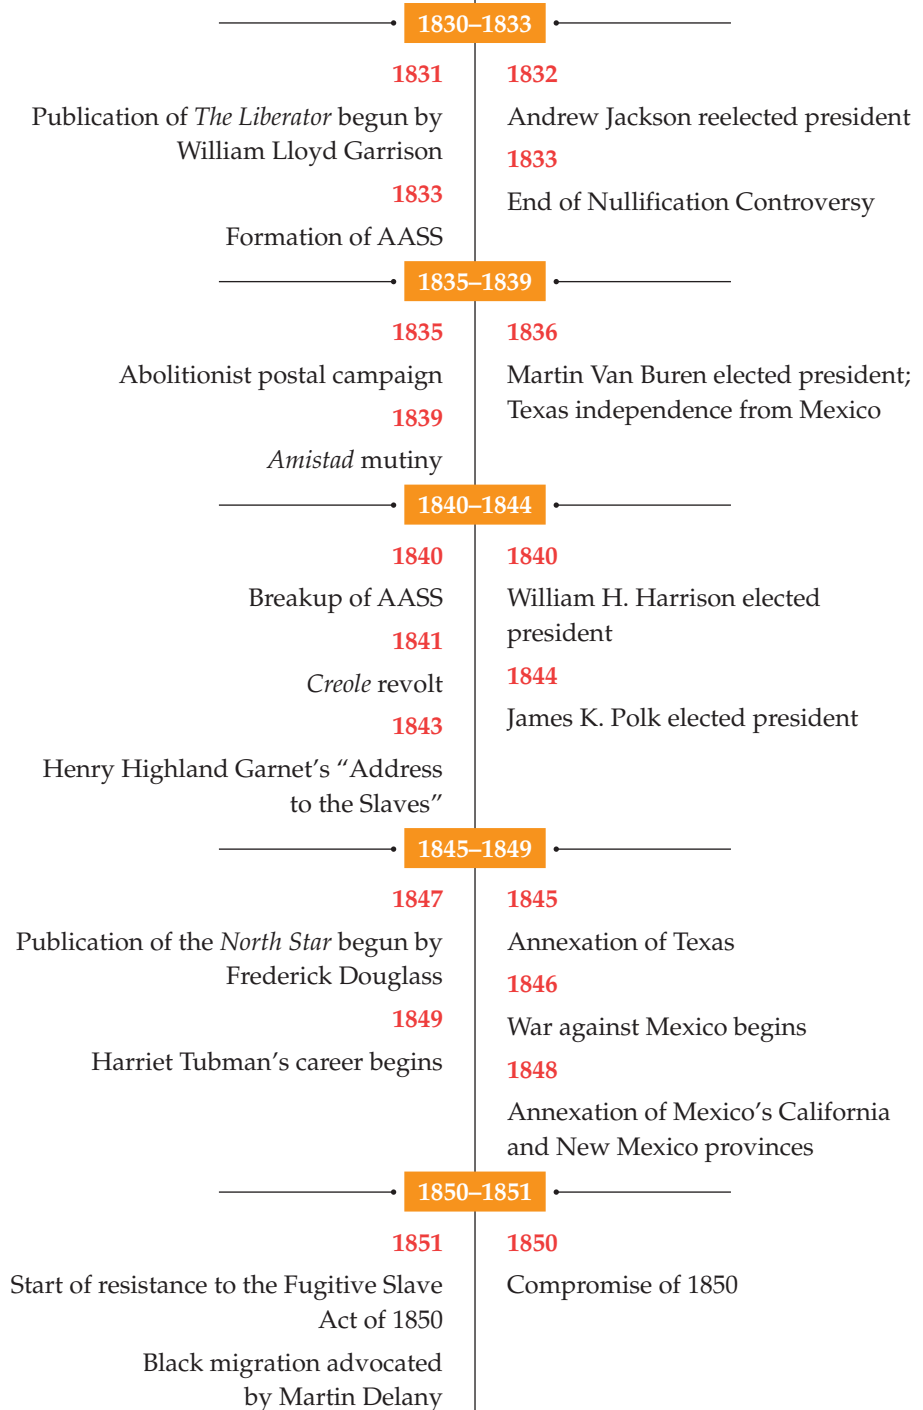 1830–1833
1831
Publication of The Liberator begun by
William Lloyd Garrison
1833
Formation of AASS
1832
Andrew Jackson reelected president
1833
End of Nullification Controversy
1835–1839
1835
Abolitionist postal campaign
1839
Amistad mutiny
1836
Martin Van Buren elected president;
Texas independence from Mexico
1840–1844
1840
Breakup of AASS
1841
Creole revolt
1843
Henry Highland Garnet’s “Address
to the Slaves”
1840
William H. Harrison elected
president
1844
James K. Polk elected president
1845–1849
1847
Publication of the North Star begun by
Frederick Douglass
1849
Harriet Tubman’s career begins
1845
Annexation of Texas
1846
War against Mexico begins
1848
Annexation of Mexico’s California
and New Mexico provinces
1850–1851
1851
Start of resistance to the Fugitive Slave
Act of 1850
Black migration advocated
by Martin Delany
1850
Compromise of 1850